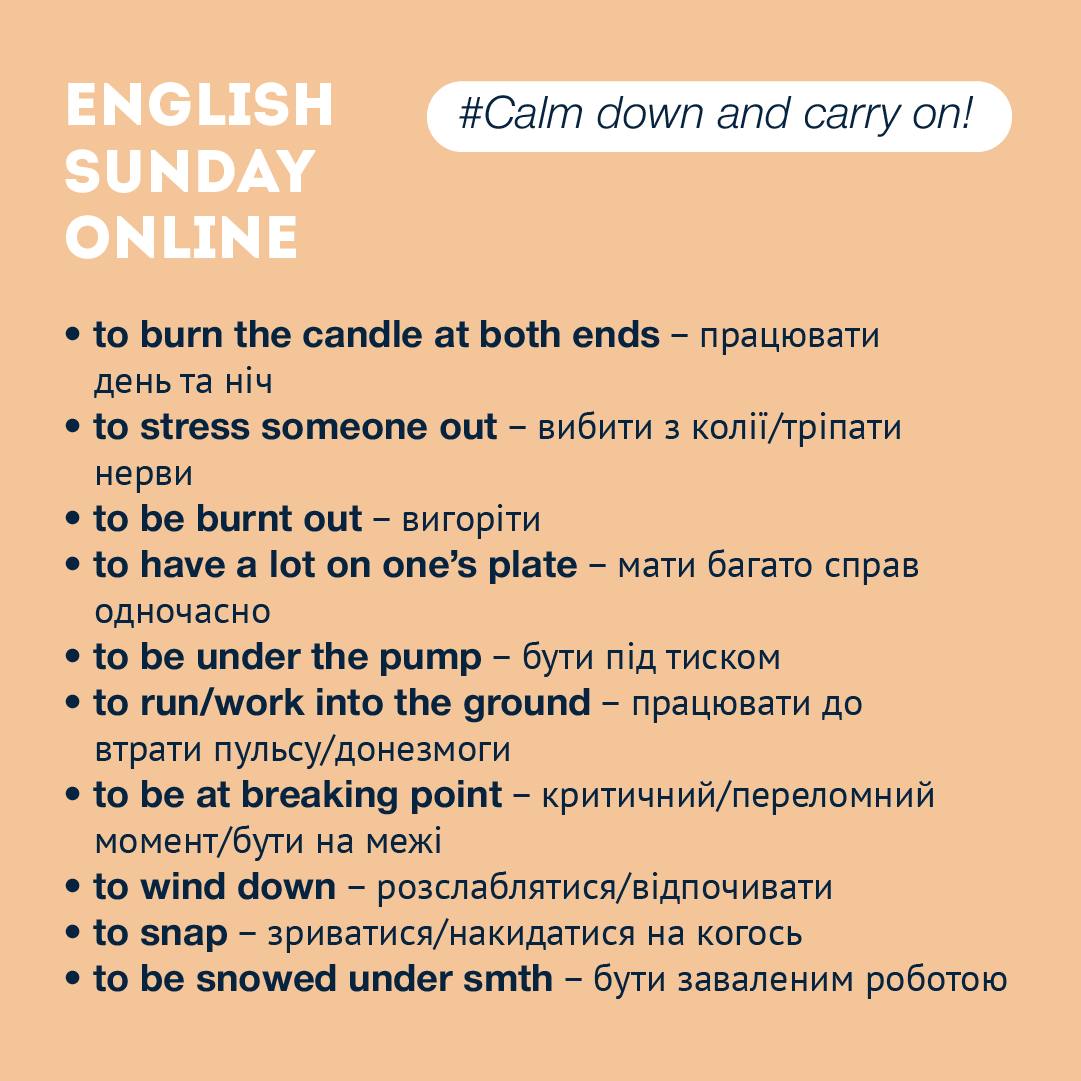 ENGLISH
SUNDAY
ONLINE
#Calm down and carry on!
• to burn the candle at both ends – працювати
день та ніч
• to stress someone out – вибити з колії/тріпати
нерви
• to be burnt out – вигоріти
• to have a lot on one’s plate – мати багато справ
одночасно
• to be under the pump – бути під тиском
• to run/work into the ground – працювати до
втрати пульсу/донезмоги
• to be at breaking point – критичний/переломний
момент/бути на межі
• to wind down – розслаблятися/відпочивати
• to snap – зриватися/накидатися на когось
• to be snowed under smth – бути заваленим роботою